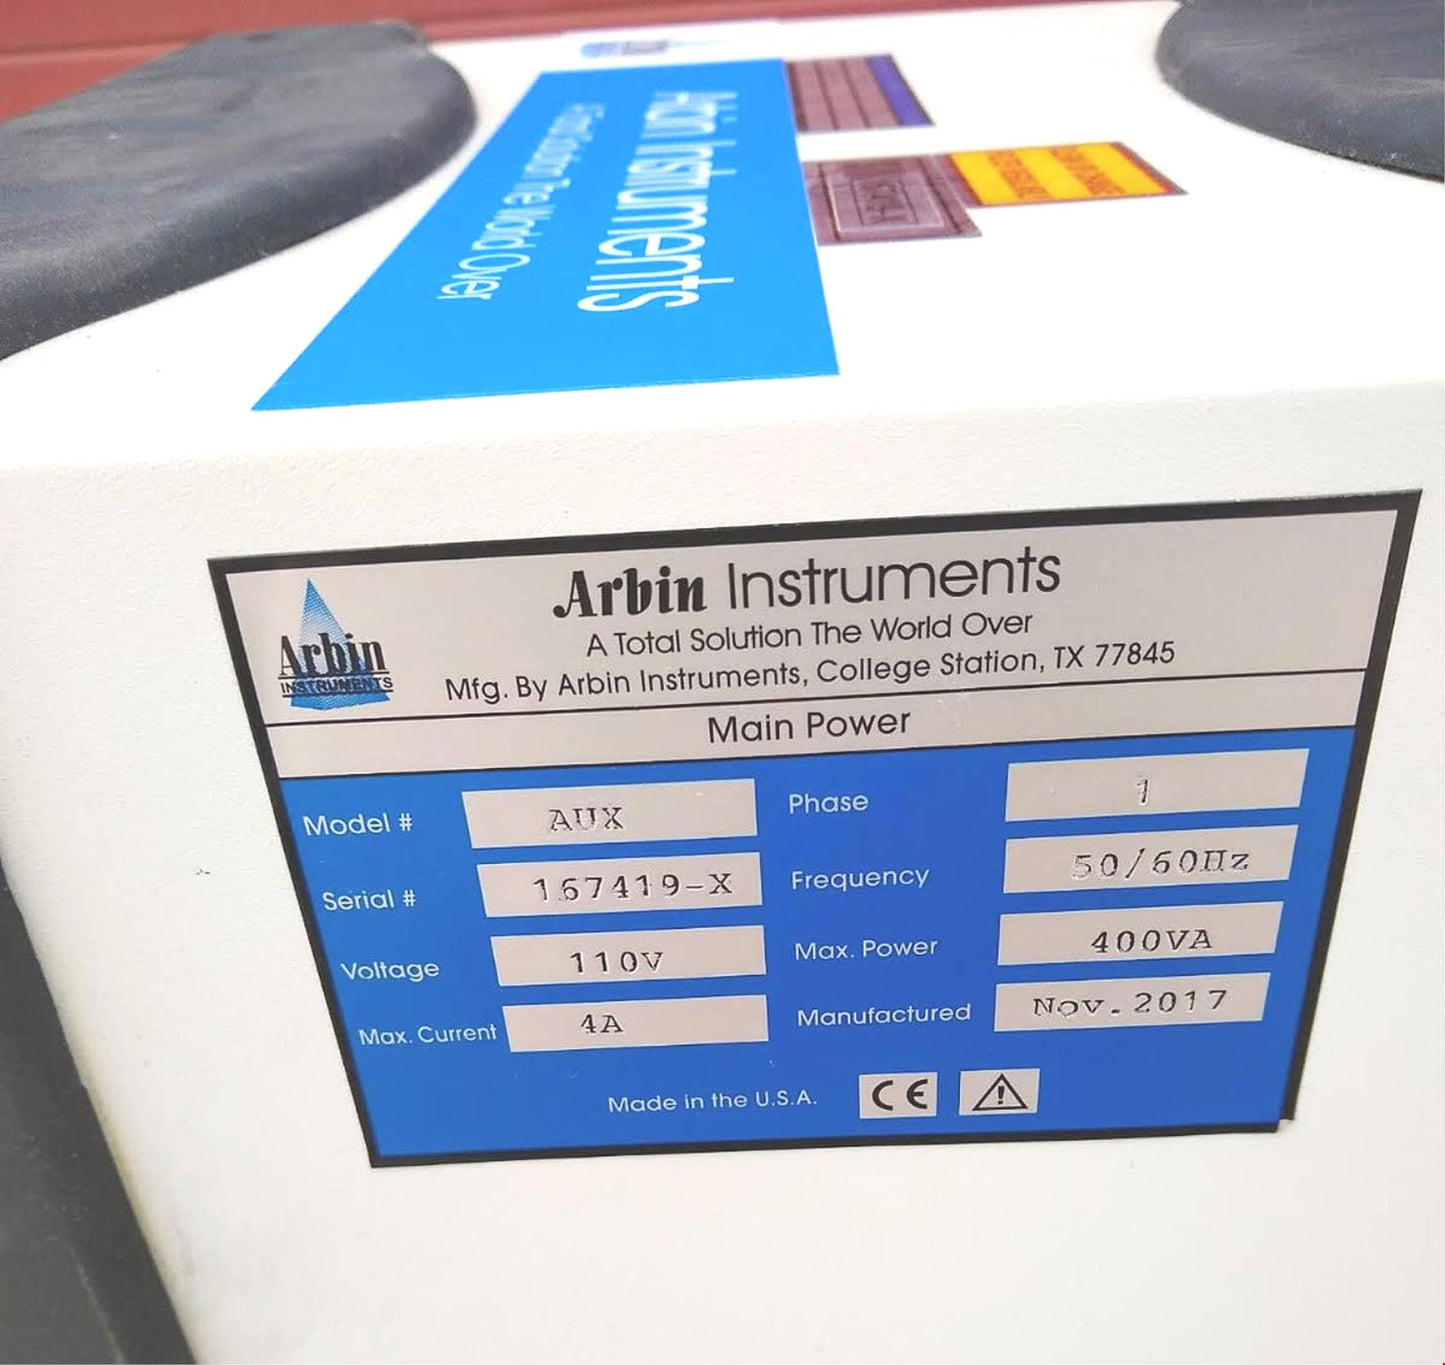 Arbin Instruments
A Total Solution The World Over
Arbin
INSTRUMENTS
Arbin Instruments
A Total Solution The World Over
Mfg. By Arbin Instruments, College Station, TX 77845
Main Power
Model # AUX
Phase 1
Serial # 167419-X
Frequency 50/60Hz
Voltage 110V
Max. Power 400VA
Max. Current 4A
Manufactured Nov. 2017
Made in the U.S.A. CE